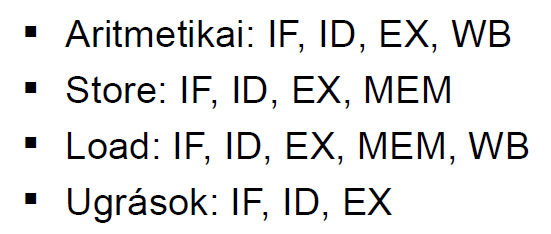 ▪ Aritmetikai: IF, ID, EX, WB
▪ Store: IF, ID, EX, MEM
▪ Load: IF, ID, EX, MEM, WB
▪ Ugrások: IF, ID, EX